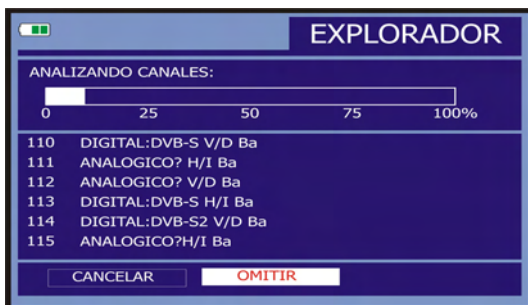 EXPLORADOR
ANALIZANDO CANALES:
0 25 50 75 100%
110 DIGITAL:DVB-S V/D Ba
111 ANALOGICO? H/I Ba
112 ANALOGICO? V/D Ba
113 DIGITAL:DVB-S H/I Ba
114 DIGITAL:DVB-S2 V/D Ba
115 ANALOGICO?H/I Ba
CANCELAR OMITIR